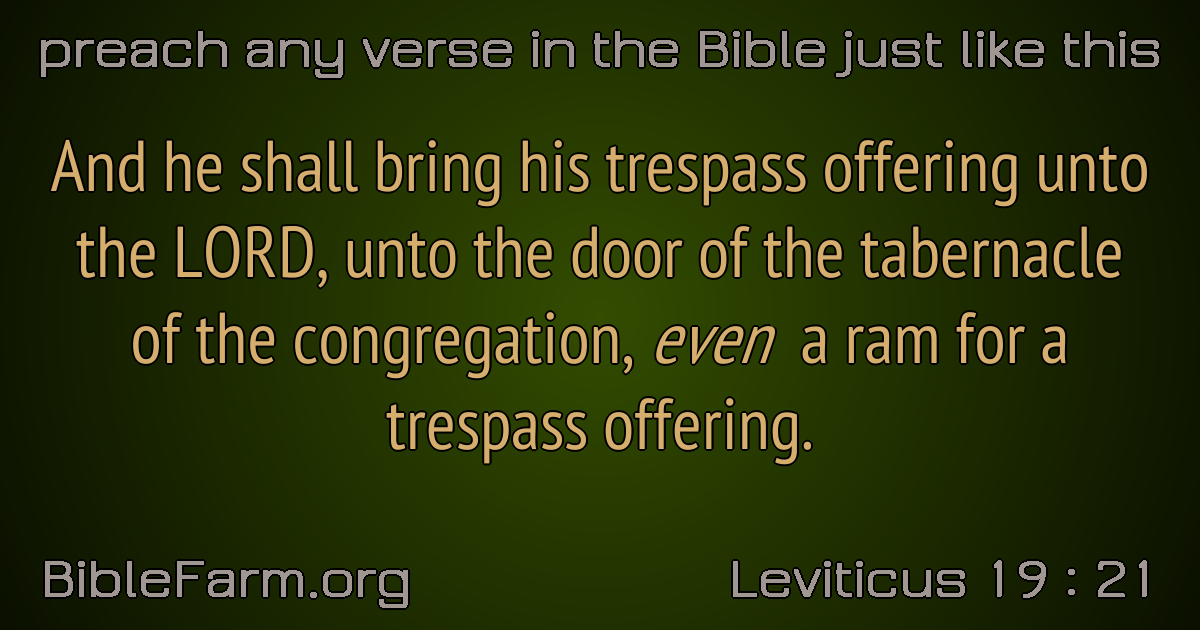 preach any verse in the Bible just like this
And he shall bring his trespass offering unto
the LORD, unto the door of the tabernacle
of the congregation, even a ram for a
trespass offering.
BibleFarm.org
Leviticus 19 : 21